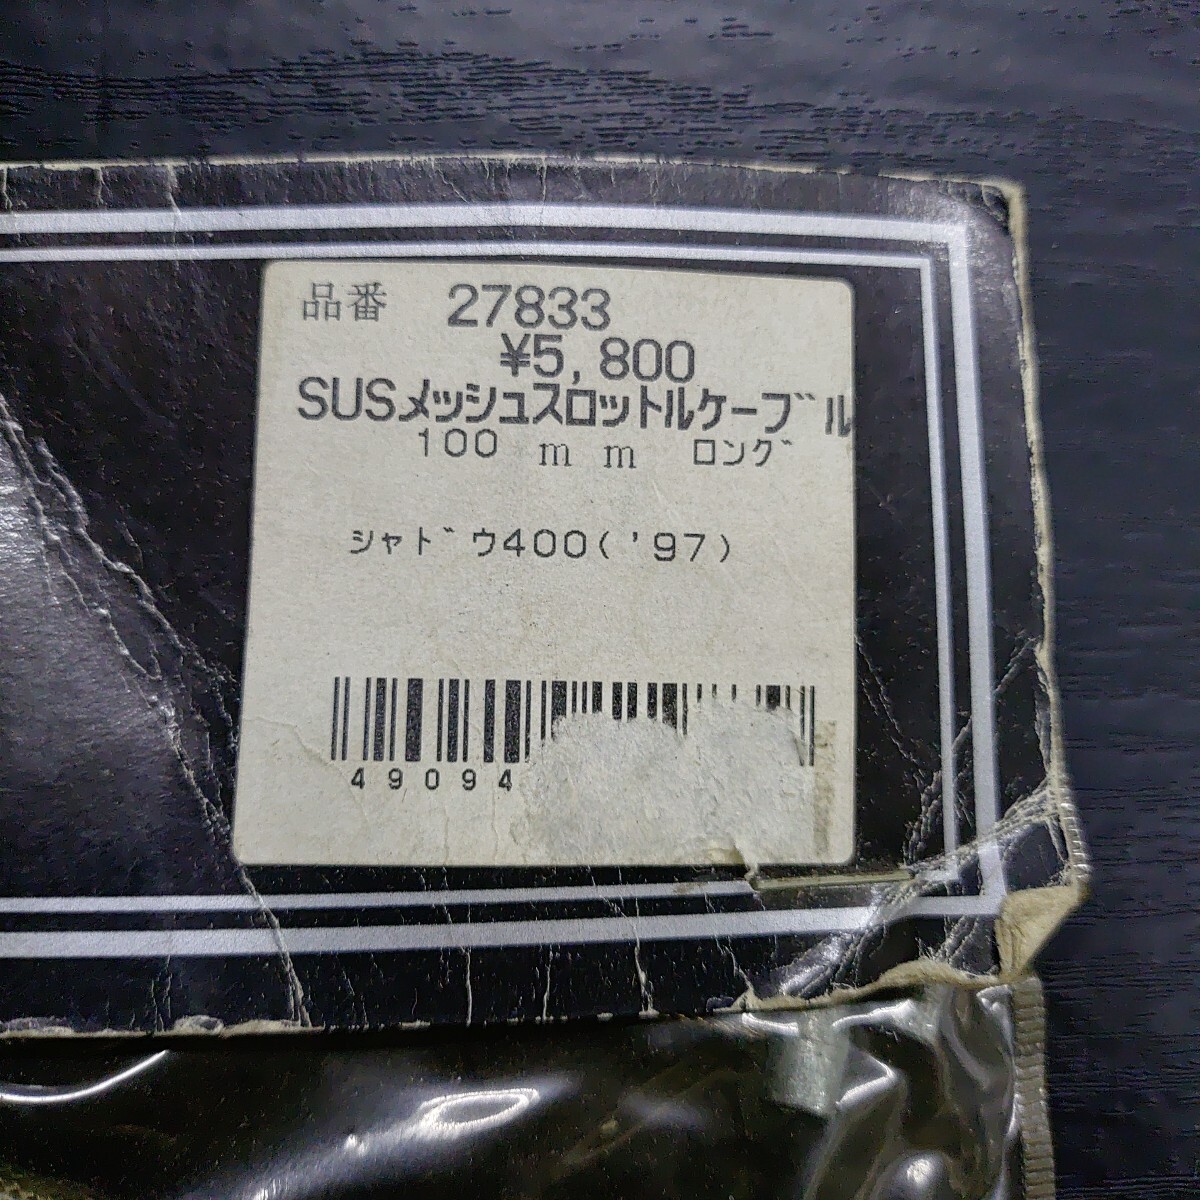 品番 27833
¥5,800
SUSメッシュスロットルケーブル
100 mm ロング
シャドウ400('97)
49094